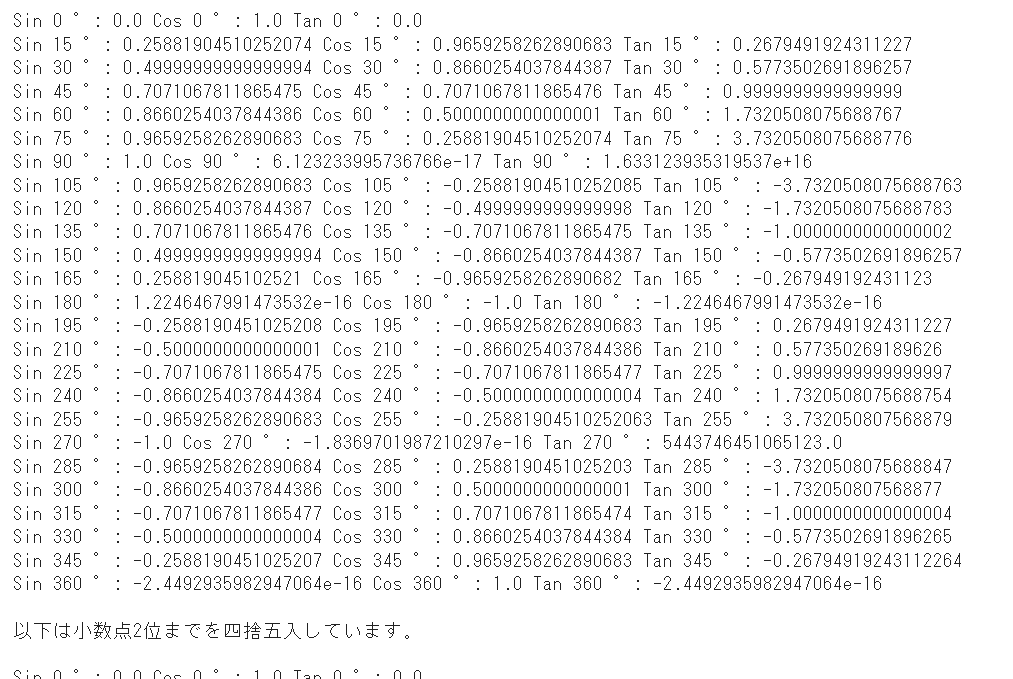 Sin 0 ° : 0.0 Cos 0 ° : 1.0 Tan 0 ° : 0.0
Sin 15 ° : 0.25881904510252074 Cos 15 ° : 0.9659258262890683 Tan 15 ° : 0.2679491924311227
Sin 30 ° : 0.49999999999999994 Cos 30 ° : 0.8660254037844387 Tan 30 ° : 0.5773502691896257
Sin 45 ° : 0.7071067811865475 Cos 45 ° : 0.7071067811865476 Tan 45 ° : 0.9999999999999999
Sin 60 ° : 0.8660254037844386 Cos 60 ° : 0.5000000000000001 Tan 60 ° : 1.7320508075688767
Sin 75 ° : 0.9659258262890683 Cos 75 ° : 0.25881904510252074 Tan 75 ° : 3.7320508075688776
Sin 90 ° : 1.0 Cos 90 ° : 6.123233995736766e-17 Tan 90 ° : 1.633123935319537e+16
Sin 105 ° : 0.9659258262890683 Cos 105 ° : -0.25881904510252085 Tan 105 ° : -3.7320508075688763
Sin 120 ° : 0.8660254037844387 Cos 120 ° : -0.4999999999999998 Tan 120 ° : -1.7320508075688783
Sin 135 ° : 0.7071067811865476 Cos 135 ° : -0.7071067811865475 Tan 135 ° : -1.0000000000000002
Sin 150 ° : 0.49999999999999994 Cos 150 ° : -0.8660254037844387 Tan 150 ° : -0.5773502691896257
Sin 165 ° : 0.258819045102521 Cos 165 ° : -0.9659258262890682 Tan 165 ° : -0.267949192431123
Sin 180 ° : 1.2246467991473532e-16 Cos 180 ° : -1.0 Tan 180 ° : -1.2246467991473532e-16
Sin 195 ° : -0.2588190451025208 Cos 195 ° : -0.9659258262890683 Tan 195 ° : 0.2679491924311227
Sin 210 ° : -0.5000000000000001 Cos 210 ° : -0.8660254037844386 Tan 210 ° : 0.577350269189626
Sin 225 ° : -0.7071067811865475 Cos 225 ° : -0.7071067811865477 Tan 225 ° : 0.9999999999999997
Sin 240 ° : -0.8660254037844384 Cos 240 ° : -0.5000000000000004 Tan 240 ° : 1.7320508075688754
Sin 255 ° : -0.9659258262890683 Cos 255 ° : -0.25881904510252063 Tan 255 ° : 3.732050807568879
Sin 270 ° : -1.0 Cos 270 ° : -1.8369701987210297e-16 Tan 270 ° : 5443746451065123.0
Sin 285 ° : -0.9659258262890684 Cos 285 ° : 0.2588190451025203 Tan 285 ° : -3.7320508075688847
Sin 300 ° : -0.8660254037844386 Cos 300 ° : 0.5000000000000001 Tan 300 ° : -1.732050807568877
Sin 315 ° : -0.7071067811865477 Cos 315 ° : 0.7071067811865474 Tan 315 ° : -1.0000000000000004
Sin 330 ° : -0.5000000000000004 Cos 330 ° : 0.8660254037844384 Tan 330 ° : -0.5773502691896265
Sin 345 ° : -0.2588190451025207 Cos 345 ° : 0.9659258262890683 Tan 345 ° : -0.26794919243112264
Sin 360 ° : -2.4492935982947064e-16 Cos 360 ° : 1.0 Tan 360 ° : -2.4492935982947064e-16
以下は小数点2位までを四捨五入しています。
Sin 0 ° : 0.0 Cos 0 ° : 1.0 Tan 0 ° : 0.0